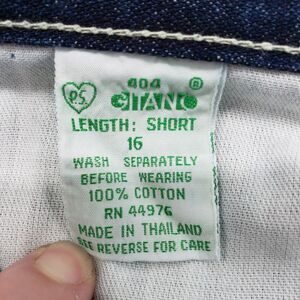 404
P.S. GITANO ®
LENGTH: SHORT
16
WASH SEPARATELY
BEFORE WEARING
100% COTTON
RN 44976
MADE IN THAILAND
SEE REVERSE FOR CARE